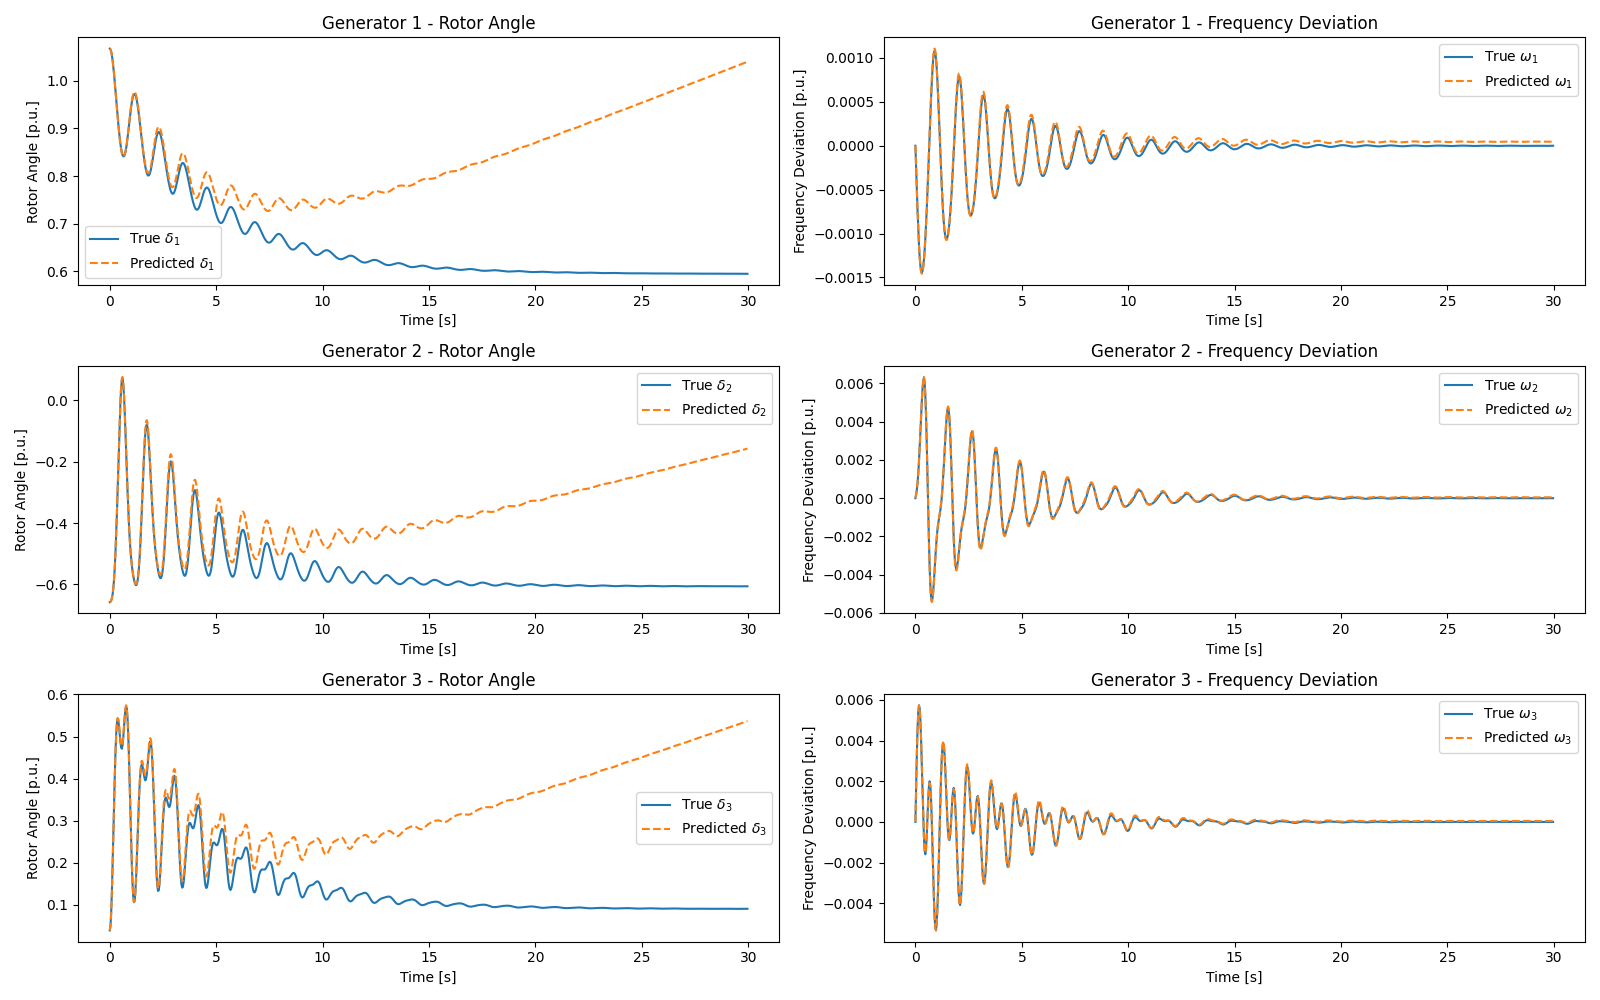 Generator 1 - Rotor Angle
Rotor Angle [p.u.]
1.0
0.9
0.8
0.7
0.6
True δ1
Predicted δ1
0 5 10 15 20 25 30
Time [s]
Generator 1 - Frequency Deviation
Frequency Deviation [p.u.]
0.0010
0.0005
0.0000
−0.0005
−0.0010
−0.0015
True ω1
Predicted ω1
0 5 10 15 20 25 30
Time [s]
Generator 2 - Rotor Angle
Rotor Angle [p.u.]
0.0
−0.2
−0.4
−0.6
True δ2
Predicted δ2
0 5 10 15 20 25 30
Time [s]
Generator 2 - Frequency Deviation
Frequency Deviation [p.u.]
0.006
0.004
0.002
0.000
−0.002
−0.004
−0.006
True ω2
Predicted ω2
0 5 10 15 20 25 30
Time [s]
Generator 3 - Rotor Angle
Rotor Angle [p.u.]
0.6
0.5
0.4
0.3
0.2
0.1
True δ3
Predicted δ3
0 5 10 15 20 25 30
Time [s]
Generator 3 - Frequency Deviation
Frequency Deviation [p.u.]
0.006
0.004
0.002
0.000
−0.002
−0.004
True ω3
Predicted ω3
0 5 10 15 20 25 30
Time [s]